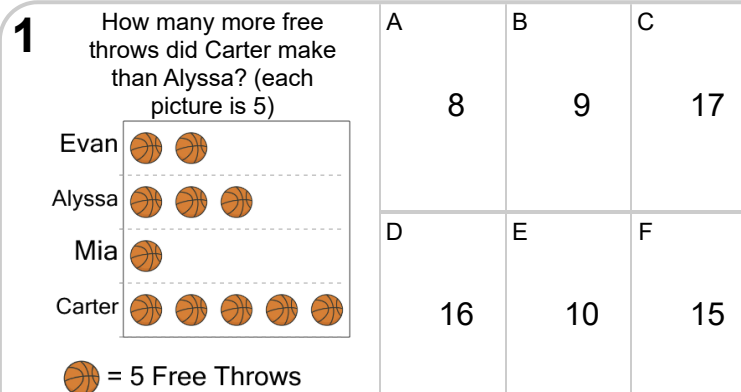 1
How many more free
throws did Carter make
than Alyssa? (each
picture is 5)
Evan
Alyssa
Mia
Carter
= 5 Free Throws
A
8
B
9
C
17
D
16
E
10
F
15